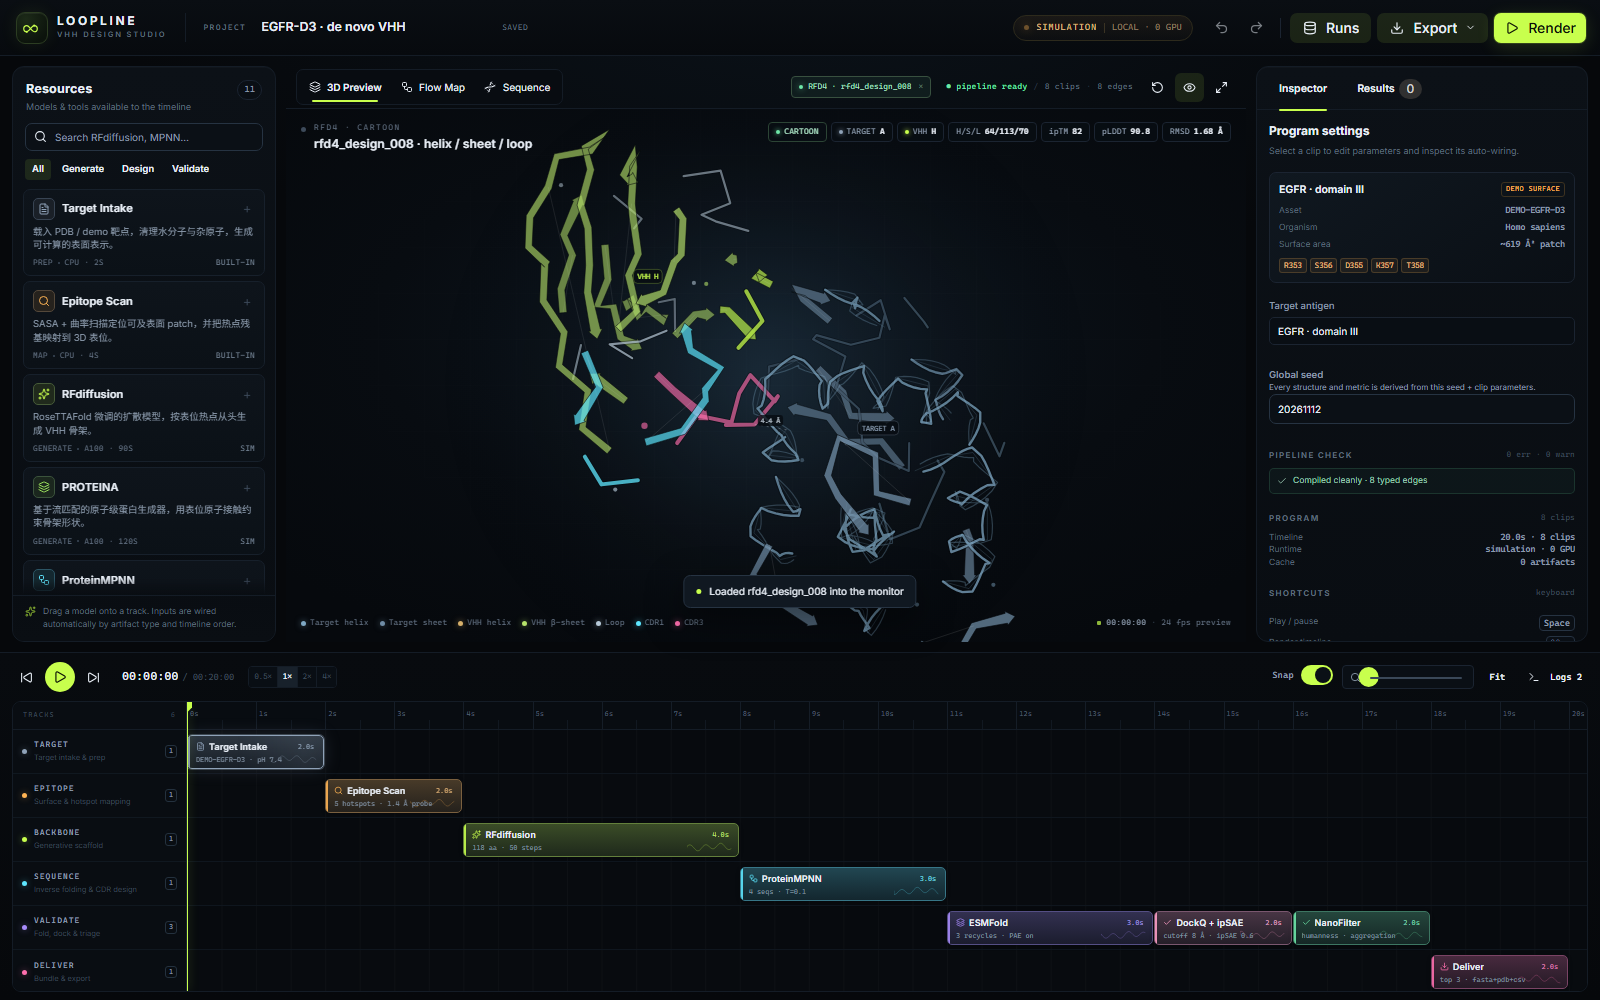 LOOPLINE
VHH DESIGN STUDIO
PROJECT
EGFR-D3 · de novo VHH
SAVED
SIMULATION
LOCAL · 0 GPU
Runs
Export
Render
Resources
11
Models & tools available to the timeline
Search RFdiffusion, MPNN...
All
Generate
Design
Validate
Target Intake
载入 PDB / demo 靶点，清理水分子与杂原子，生成
可计算的表面表示。
PREP · CPU · 2S
BUILT-IN
Epitope Scan
SASA + 曲率扫描定位可及表面 patch，并把热点残
基映射到 3D 表位。
MAP · CPU · 4S
BUILT-IN
RFdiffusion
RoseTTAFold 微调的扩散模型，按表位热点从头生
成 VHH 骨架。
GENERATE · A100 · 90S
SIM
PROTEINA
基于流匹配的原子级蛋白生成器，用表位原子接触约
束骨架形状。
GENERATE · A100 · 120S
SIM
ProteinMPNN
Drag a model onto a track. Inputs are wired
automatically by artifact type and timeline order.
3D Preview
Flow Map
Sequence
RFD4 · rfd4_design_008 ×
pipeline ready / 8 clips · 8 edges
RFD4 · CARTOON
rfd4_design_008 · helix / sheet / loop
CARTOON
TARGET A
VHH H
H/S/L 64/113/70
ipTM 82
pLDDT 90.8
RMSD 1.68 Å
VHH H
4.4 Å
TARGET A
Loaded rfd4_design_008 into the monitor
Target helix
Target sheet
VHH helix
VHH β-sheet
Loop
CDR1
CDR3
00:00:00 · 24 fps preview
Inspector
Results 0
Program settings
Select a clip to edit parameters and inspect its auto-wiring.
EGFR · domain III
DEMO SURFACE
Asset
DEMO-EGFR-D3
Organism
Homo sapiens
Surface area
~619 Å² patch
R353
S356
D355
K357
T358
Target antigen
EGFR · domain III
Global seed
Every structure and metric is derived from this seed + clip parameters.
20261112
PIPELINE CHECK
0 err · 0 warn
Compiled cleanly · 8 typed edges
PROGRAM
8 clips
Timeline
20.0s · 8 clips
Runtime
simulation · 0 GPU
Cache
0 artifacts
SHORTCUTS
keyboard
Play / pause
Space
00:00:00 / 00:20:00
0.5×
1×
2×
4×
Snap
Fit
Logs 2
TRACKS
6
0s
1s
2s
3s
4s
5s
6s
7s
8s
9s
10s
11s
12s
13s
14s
15s
16s
17s
18s
19s
20s
TARGET
Target intake & prep
1
Target Intake
2.0s
DEMO-EGFR-D3 · pH 7.4
EPITOPE
Surface & hotspot mapping
1
Epitope Scan
2.0s
5 hotspots · 1.4 Å probe
BACKBONE
Generative scaffold
1
RFdiffusion
4.0s
118 aa · 50 steps
SEQUENCE
Inverse folding & CDR design
1
ProteinMPNN
3.0s
4 seqs · T=0.1
VALIDATE
Fold, dock & triage
3
ESMFold
3.0s
3 recycles · PAE on
DockQ + ipSAE
2.0s
cutoff 8 Å · ipSAE 0.6
NanoFilter
2.0s
humanness · aggregation
DELIVER
Bundle & export
1
Deliver
2.0s
top 3 · fasta+pdb+csv